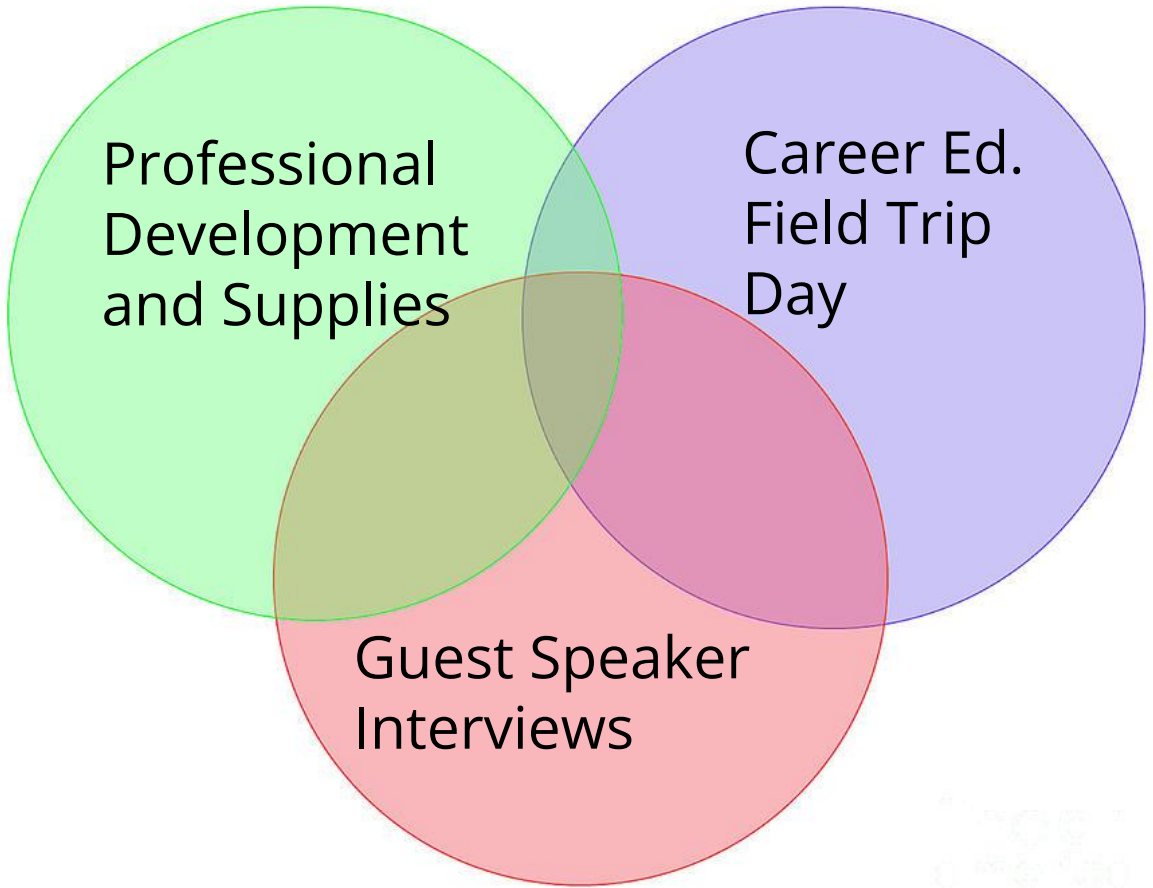 Professional
Development
and Supplies
Career Ed.
Field Trip
Day
Guest Speaker
Interviews